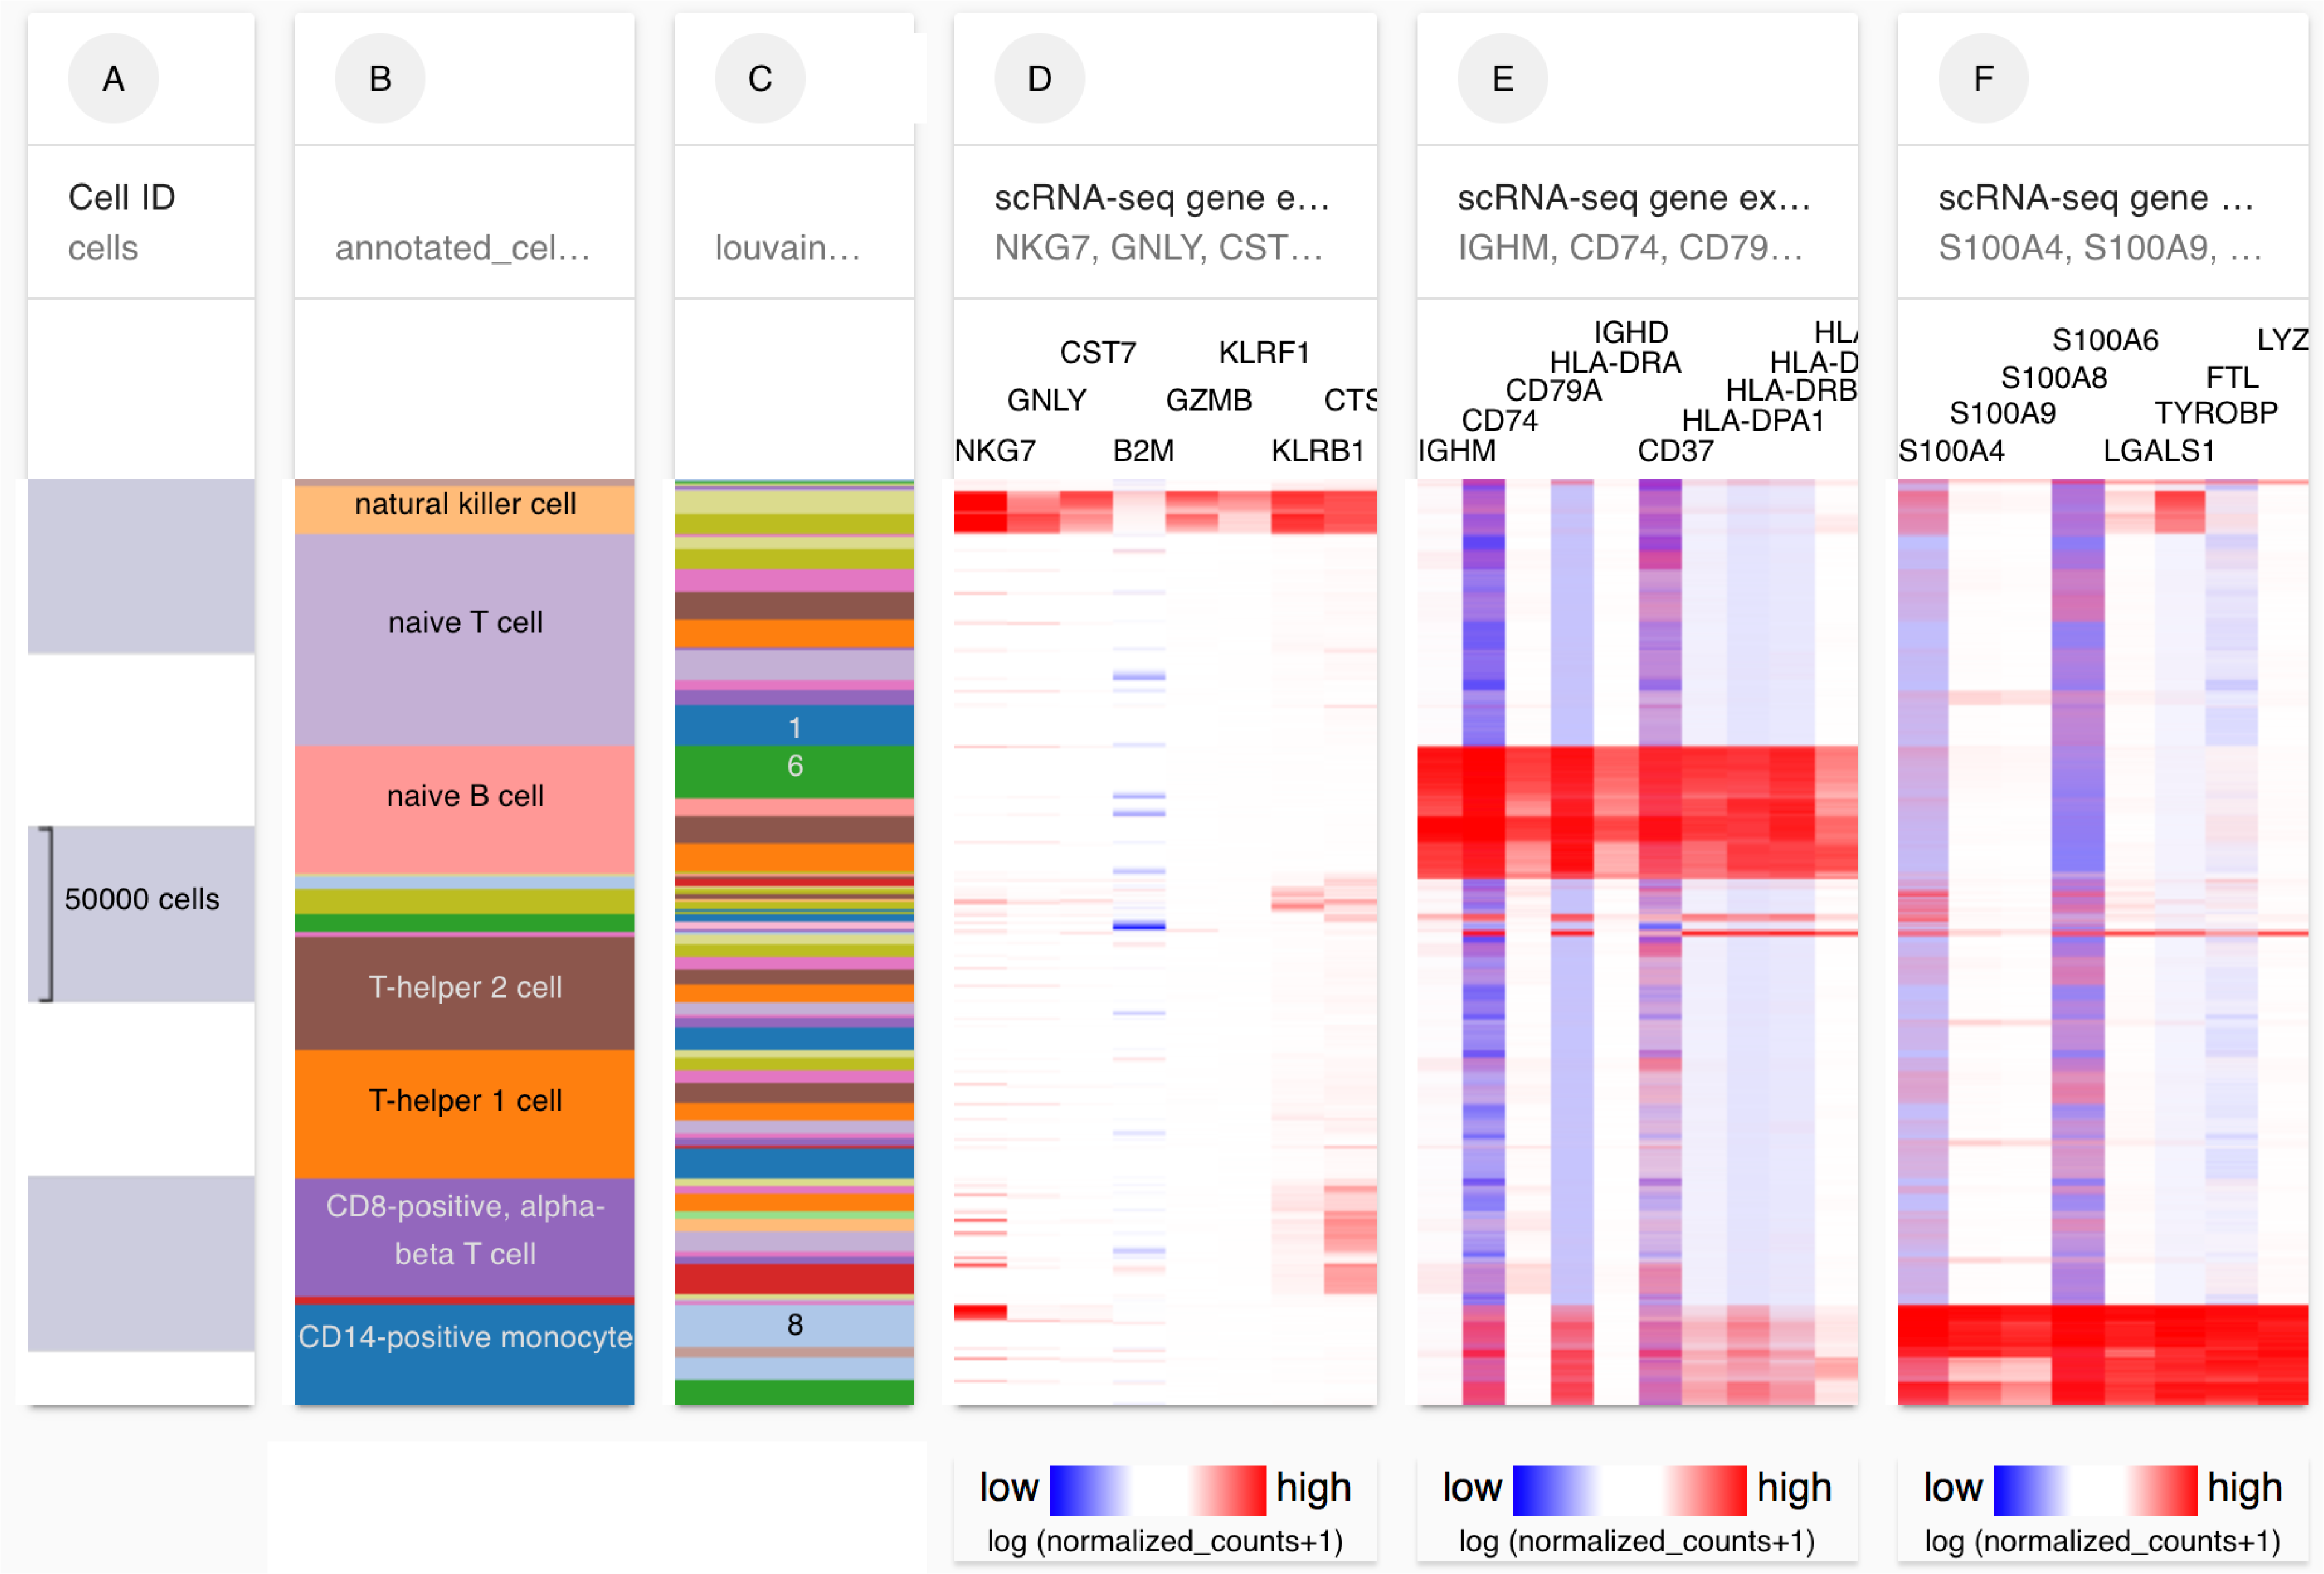 A
B
C
D
E
F
Cell ID
cells
annotated_cel…
louvain…
scRNA-seq gene e…
NKG7, GNLY, CST…
scRNA-seq gene ex…
IGHM, CD74, CD79…
scRNA-seq gene …
S100A4, S100A9, …
CST7
KLRF1
GNLY
GZMB
CTS
NKG7
B2M
KLRB1
IGHD
HLA
HLA-DRA
HLA-D
CD79A
HLA-DRB
CD74
HLA-DPA1
IGHM
CD37
S100A6
LYZ
S100A8
FTL
S100A9
TYROBP
S100A4
LGALS1
natural killer cell
naive T cell
naive B cell
T-helper 2 cell
T-helper 1 cell
CD8-positive, alpha-
beta T cell
CD14-positive monocyte
1
6
8
50000 cells
low high
log (normalized_counts+1)
low high
log (normalized_counts+1)
low high
log (normalized_counts+1)